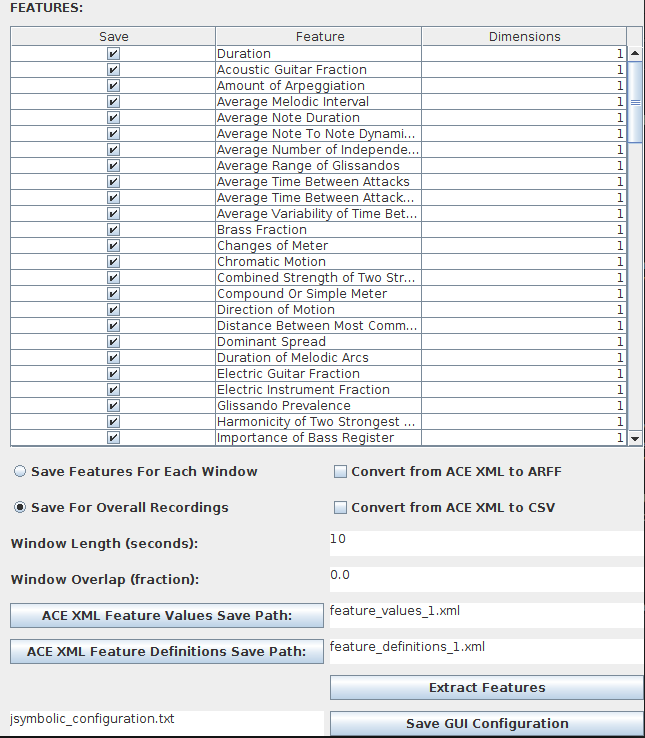 FEATURES:
Save Feature Dimensions
Duration 1
Acoustic Guitar Fraction 1
Amount of Arpeggiation 1
Average Melodic Interval 1
Average Note Duration 1
Average Note To Note Dynami... 1
Average Number of Independe... 1
Average Range of Glissandos 1
Average Time Between Attacks 1
Average Time Between Attack... 1
Average Variability of Time Bet... 1
Brass Fraction 1
Changes of Meter 1
Chromatic Motion 1
Combined Strength of Two Str... 1
Compound Or Simple Meter 1
Direction of Motion 1
Distance Between Most Comm... 1
Dominant Spread 1
Duration of Melodic Arcs 1
Electric Guitar Fraction 1
Electric Instrument Fraction 1
Glissando Prevalence 1
Harmonicity of Two Strongest ... 1
Importance of Bass Register 1
Save Features For Each Window Convert from ACE XML to ARFF
Save For Overall Recordings Convert from ACE XML to CSV
Window Length (seconds): 10
Window Overlap (fraction): 0.0
ACE XML Feature Values Save Path: feature_values_1.xml
ACE XML Feature Definitions Save Path: feature_definitions_1.xml
Extract Features
jsymbolic_configuration.txt Save GUI Configuration